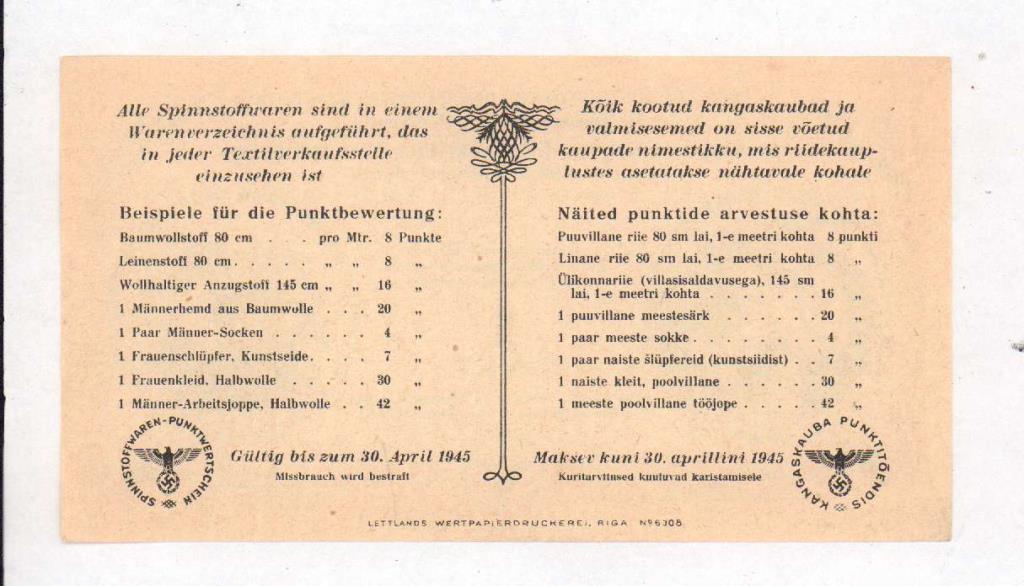 Alle Spinnstoffwaren sind in einem
Warenverzeichnis aufgeführt, das
in jeder Textilverkaufsstelle
einzusehen ist
Beispiele für die Punktbewertung:
Baumwollstoff 80 cm . . . pro Mtr. 8 Punkte
Leinenstoff 80 cm . . . . . „ „ 8 „
Wollhaltiger Anzugstoff 145 cm „ „ 16 „
1 Männerhemd aus Baumwolle . . . 20 „
1 Paar Männer-Socken . . . . . 4 „
1 Frauenschlüpfer, Kunstseide . . . . 7 „
1 Frauenkleid, Halbwolle . . . . . 30 „
1 Männer-Arbeitsjoppe, Halbwolle . . 42 „
SPINNSTOFFWAREN-PUNKTWERTSCHEIN
Gültig bis zum 30. April 1945
Missbrauch wird bestraft
Kõik kootud kangaskaubad ja
valmisesemed on sisse võetud
kaupade nimestikku, mis riidekaup-
lustes asetatakse nähtavale kohale
Näited punktide arvestuse kohta:
Puuvillane riie 80 sm lai, 1-e meetri kohta 8 punkti
Linane riie 80 sm lai, 1-e meetri kohta 8 „
Ülikonnariie (villasisaldavusega), 145 sm
lai, 1-e meetri kohta . . . . . . . 16 „
1 puuvillane meestesärk . . . . . . 20 „
1 paar meeste sokke . . . . . . . . 4 „
1 paar naiste šlüpfereid (kunstsiidist) . . 7 „
1 naiste kleit, poolvillane . . . . . . 30 „
1 meeste poolvillane tööjope . . . . . 42 „
Maksev kuni 30. aprillini 1945
Kuritarvitused kuuluvad karistamisele
KANGASKAUBA PUNKTITÕENDIS
LETTLANDS WERTPAPIERDRUCKEREI, RIGA № 6308